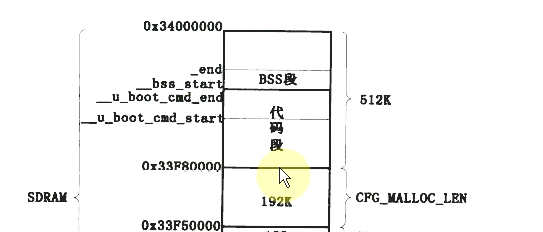 0x34000000
_end
__bss_start
BSS段
__u_boot_cmd_end
512K
代码段
__u_boot_cmd_start
0x33F80000
SDRAM
192K
CFG_MALLOC_LEN
0x33F50000